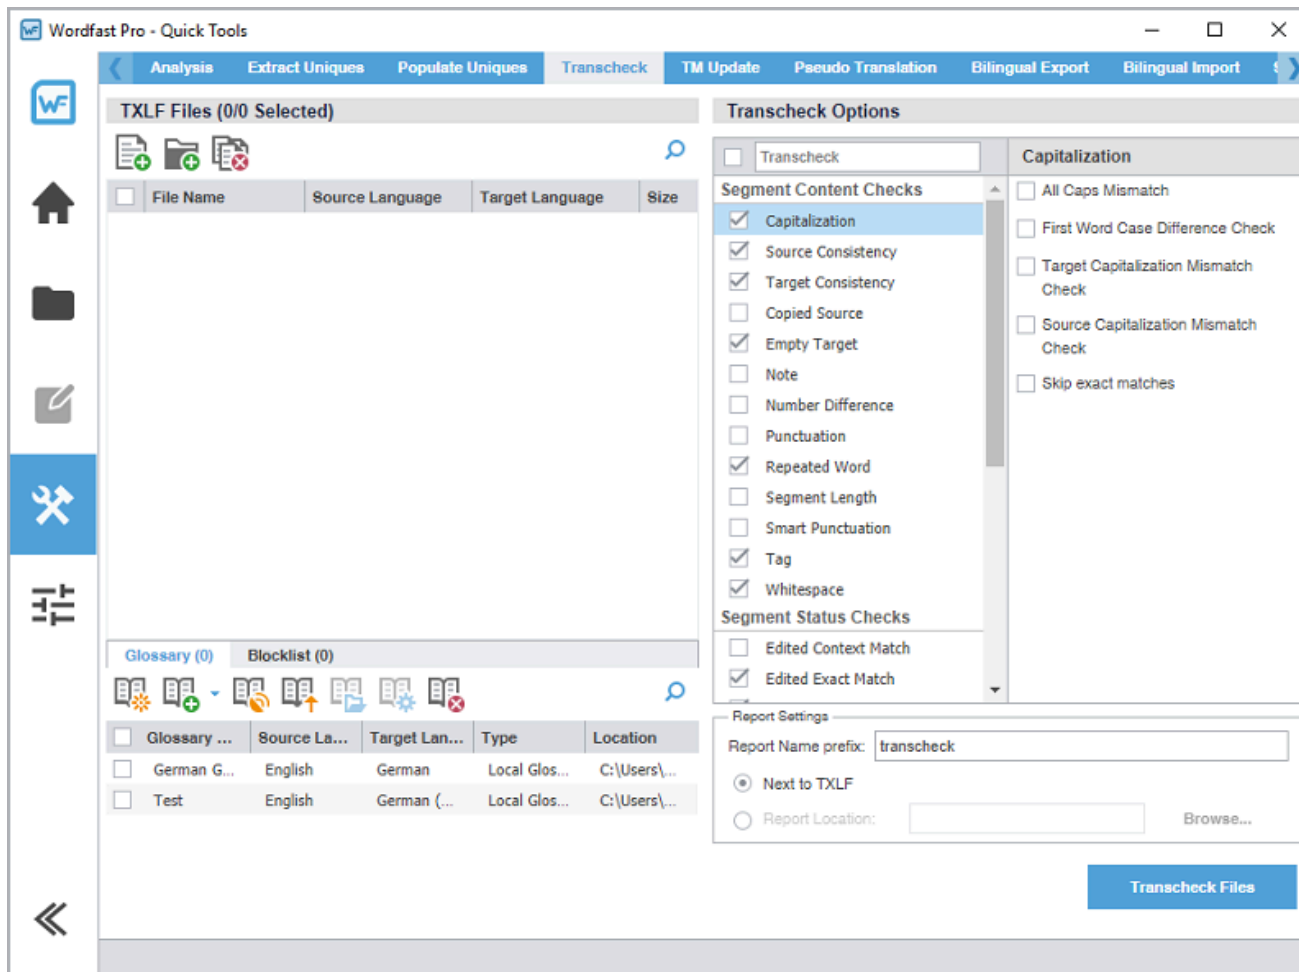 Wordfast Pro - Quick Tools
Analysis Extract Uniques Populate Uniques Transcheck TM Update Pseudo Translation Bilingual Export Bilingual Import
WF
TXLF Files (0/0 Selected)
File Name Source Language Target Language Size
Glossary (0) Blocklist (0)
Glossary ... Source La... Target Lan... Type Location
German G... English German Local Glos... C:\Users\...
Test English German (... Local Glos... C:\Users\...
Transcheck Options
Transcheck
Segment Content Checks
Capitalization
Source Consistency
Target Consistency
Copied Source
Empty Target
Note
Number Difference
Punctuation
Repeated Word
Segment Length
Smart Punctuation
Tag
Whitespace
Segment Status Checks
Edited Context Match
Edited Exact Match
Capitalization
All Caps Mismatch
First Word Case Difference Check
Target Capitalization Mismatch
Check
Source Capitalization Mismatch
Check
Skip exact matches
Report Settings
Report Name prefix: transcheck
Next to TXLF
Report Location: Browse...
Transcheck Files